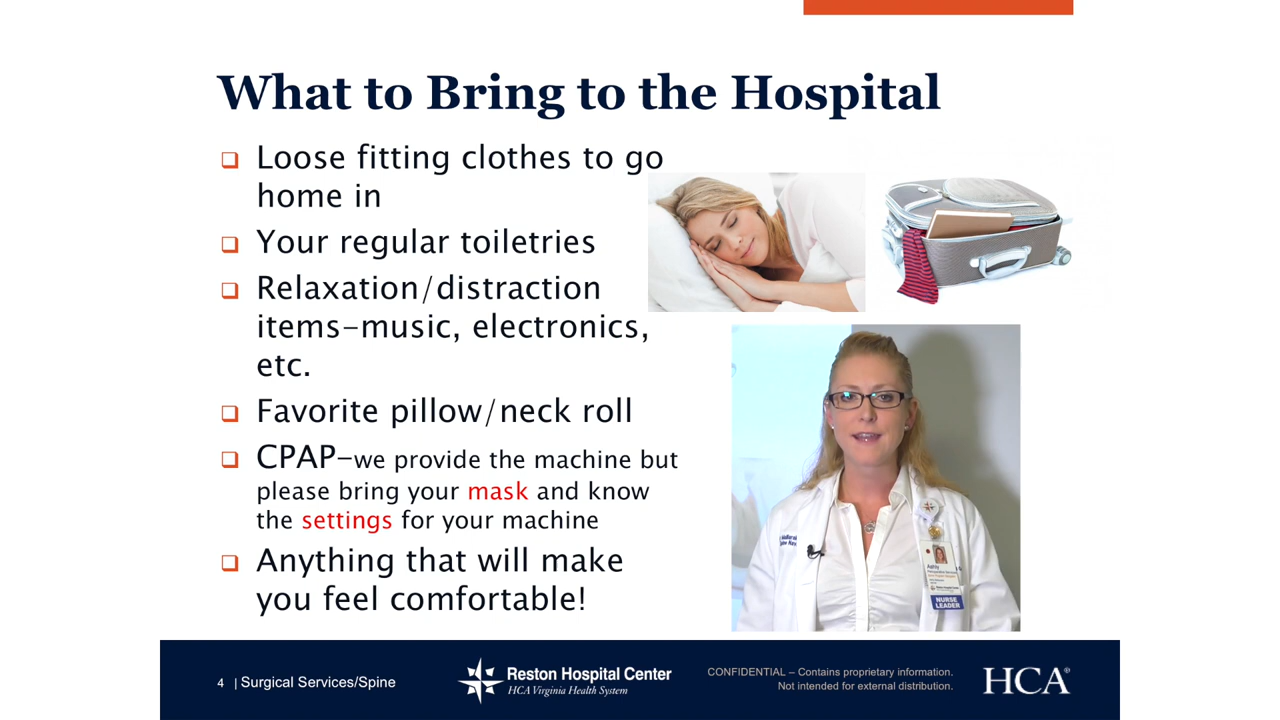 What to Bring to the Hospital
Loose fitting clothes to go
home in
Your regular toiletries
Relaxation/distraction
items-music, electronics,
etc.
Favorite pillow/neck roll
CPAP-we provide the machine but
please bring your mask and know
the settings for your machine
Anything that will make
you feel comfortable!
Ashly
NURSE
LEADER
4 | Surgical Services/Spine
Reston Hospital Center
HCA Virginia Health System
CONFIDENTIAL – Contains proprietary information.
Not intended for external distribution.
HCA®